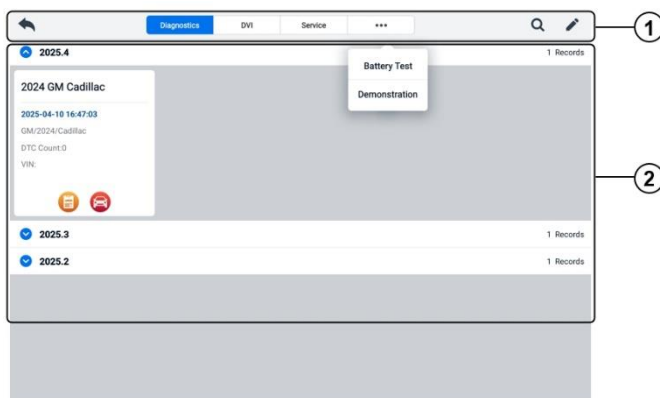 Diagnostics DVI Service •••
1
2025.4 1 Records
Battery Test
Demonstration
2024 GM Cadillac
2025-04-10 16:47:03
GM/2024/Cadillac
DTC Count:0
VIN:
2
2025.3 1 Records
2025.2 1 Records